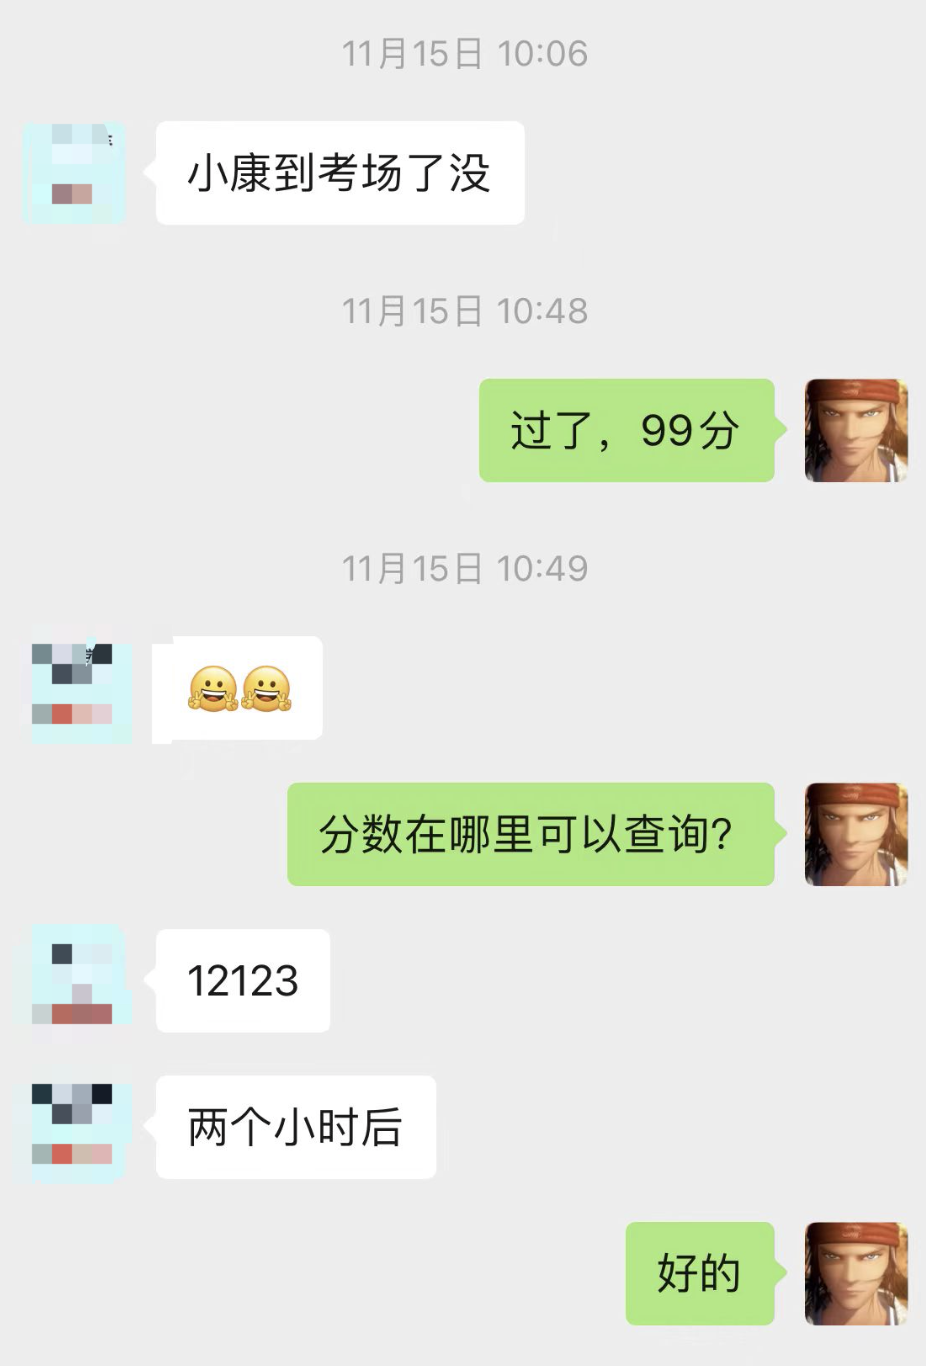 11月15日 10:06
小康到考场了没
11月15日 10:48
过了，99分
11月15日 10:49
分数在哪里可以查询?
12123
两个小时后
好的